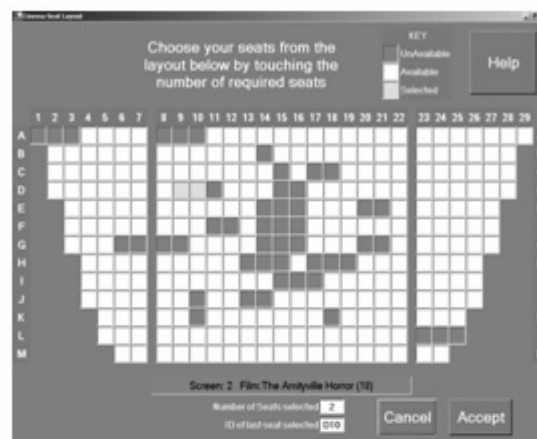 Cinema Seat Layout
KEY
Choose your seats from the
layout below by touching the
number of required seats
UnAvailable
Available
Selected
Help
1 2 3 4 5 6 7 8 9 10 11 12 13 14 15 16 17 18 19 20 21 22 23 24 25 26 27 28 29
A
B
C
D
E
F
G
H
I
J
K
L
M
Screen: 2 Film:The Amityville Horror (18)
Number of Seats selected 2
ID of last seat selected D10
Cancel
Accept